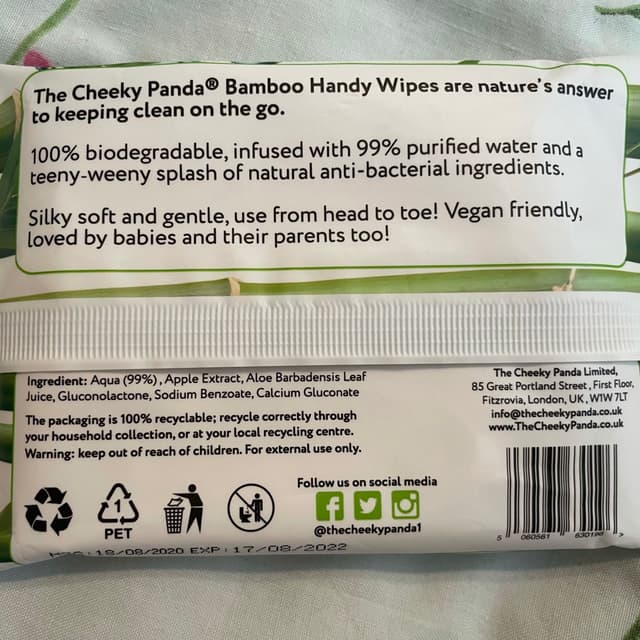 The Cheeky Panda® Bamboo Handy Wipes are nature's answer
to keeping clean on the go.
100% biodegradable, infused with 99% purified water and a
teeny-weeny splash of natural anti-bacterial ingredients.
Silky soft and gentle, use from head to toe! Vegan friendly,
loved by babies and their parents too!
Ingredient: Aqua (99%), Apple Extract, Aloe Barbadensis Leaf
Juice, Gluconolactone, Sodium Benzoate, Calcium Gluconate
The packaging is 100% recyclable; recycle correctly through
your household collection, or at your local recycling centre.
Warning: keep out of reach of children. For external use only.
The Cheeky Panda Limited,
85 Great Portland Street, First Floor,
Fitzrovia, London, UK, W1W 7LT
info@thecheekypanda.co.uk
www.TheCheekyPanda.co.uk
1
PET
Follow us on social media
@thecheekypanda1
5 060561 630198
18/08/2020 EXP: 17/08/2022